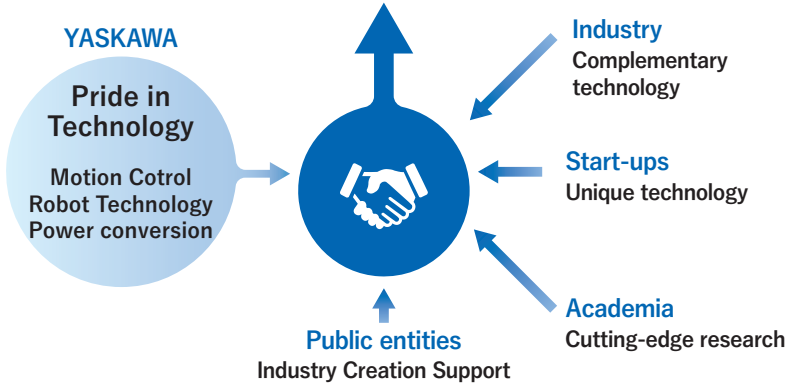 YASKAWA
Pride in
Technology
Motion Cotrol
Robot Technology
Power conversion
Industry
Complementary
technology
Start-ups
Unique technology
Academia
Cutting-edge research
Public entities
Industry Creation Support